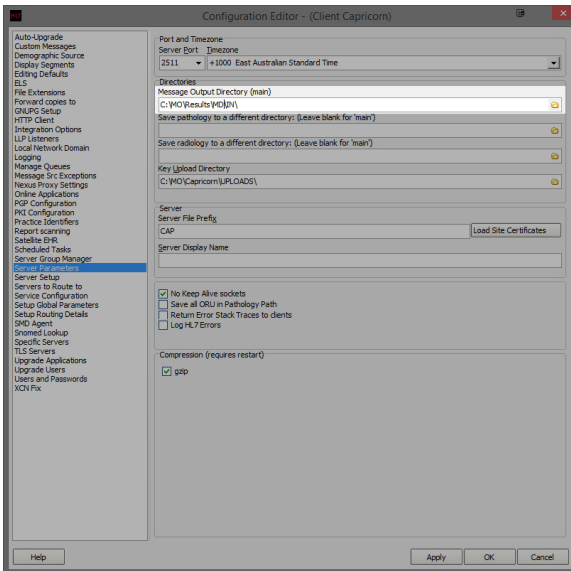 Configuration Editor - (Client Capricorn)
Auto-Upgrade
Custom Messages
Demographic Source
Display Segments
Editing Defaults
ELS
File Extensions
Forward copies to
GNUPG Setup
HTTP Client
Integration Options
LLP Listeners
Local Network Domain
Logging
Manage Queues
Message Src Exceptions
Nexus Proxy Settings
Online Applications
PGP Configuration
PKI Configuration
Practice Identifiers
Report scanning
Satellite EHR
Scheduled Tasks
Server Group Manager
Server Parameters
Server Setup
Servers to Route to
Service Configuration
Setup Global Parameters
Setup Routing Details
SMD Agent
Snomed Lookup
Specific Servers
TLS Servers
Upgrade Applications
Upgrade Users
Users and Passwords
XCN Fix
Port and Timezone
Server Port Timezone
2511 +1000 East Australian Standard Time
Directories
Message Output Directory (main)
C:\MO\Results\MDIN\
Save pathology to a different directory: (Leave blank for 'main')
Save radiology to a different directory: (Leave blank for 'main')
Key Upload Directory
C:\MO\Capricorn\UPLOADS\
Server
Server File Prefix
CAP Load Site Certificates
Server Display Name
No Keep Alive sockets
Save all ORU in Pathology Path
Return Error Stack Traces to clients
Log HL7 Errors
Compression (requires restart)
gzip
Help Apply OK Cancel